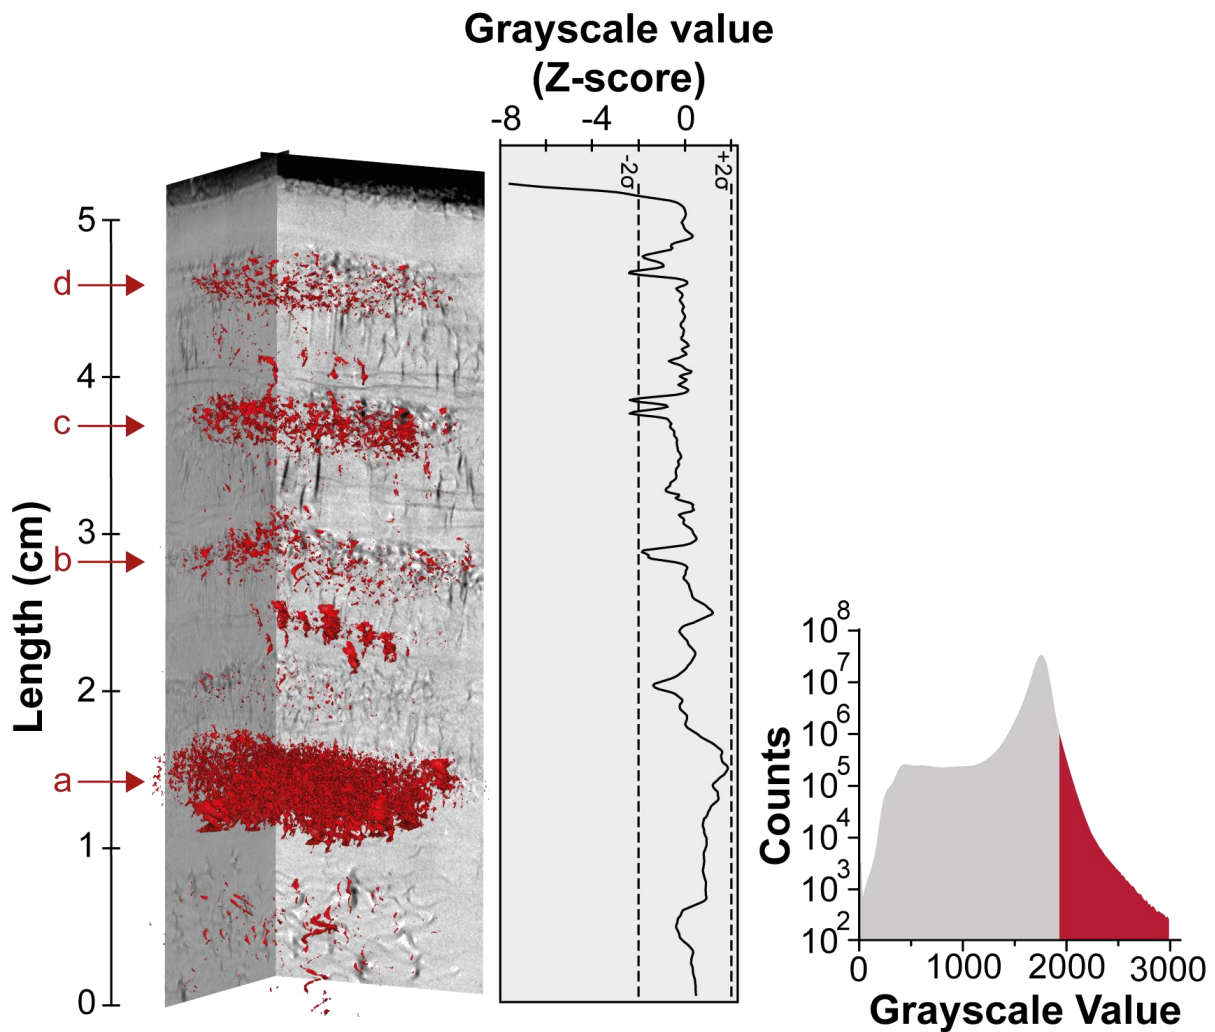 Grayscale value
(Z-score)
-8 -4 0
-2σ +2σ
Length (cm)
5
d
4
c
3
b
2
a
1
0
Counts
10^8
10^7
10^6
10^5
10^4
10^3
10^2
0 1000 2000 3000
Grayscale Value